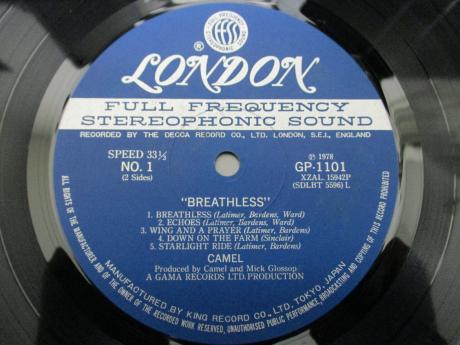 FULL FREQUENCY
STEREOPHONIC
FFSS
®
LONDON
FULL FREQUENCY
STEREOPHONIC SOUND
RECORDED BY THE DECCA RECORD CO., LTD. LONDON, S.E.I., ENGLAND
SPEED 33⅓
NO. 1
(2 Sides)
℗ 1978
GP-1101
XZAL. 15942P
(SDLBT 5596) L
"BREATHLESS"
1. BREATHLESS (Latimer, Bardens, Ward)
2. ECHOES (Latimer, Bardens, Ward)
3. WING AND A PRAYER (Latimer, Bardens)
4. DOWN ON THE FARM (Sinclair)
5. STARLIGHT RIDE (Latimer, Bardens)
CAMEL
Produced by Camel and Mick Glossop
A GAMA RECORDS LTD. PRODUCTION
MANUFACTURED BY KING RECORD CO., LTD., TOKYO, JAPAN
ALL RIGHTS OF THE MANUFACTURER AND OF THE OWNER OF THE RECORDED WORK RESERVED, UNAUTHORISED PUBLIC PERFORMANCE, BROADCASTING AND COPYING OF THIS RECORD PROHIBITED